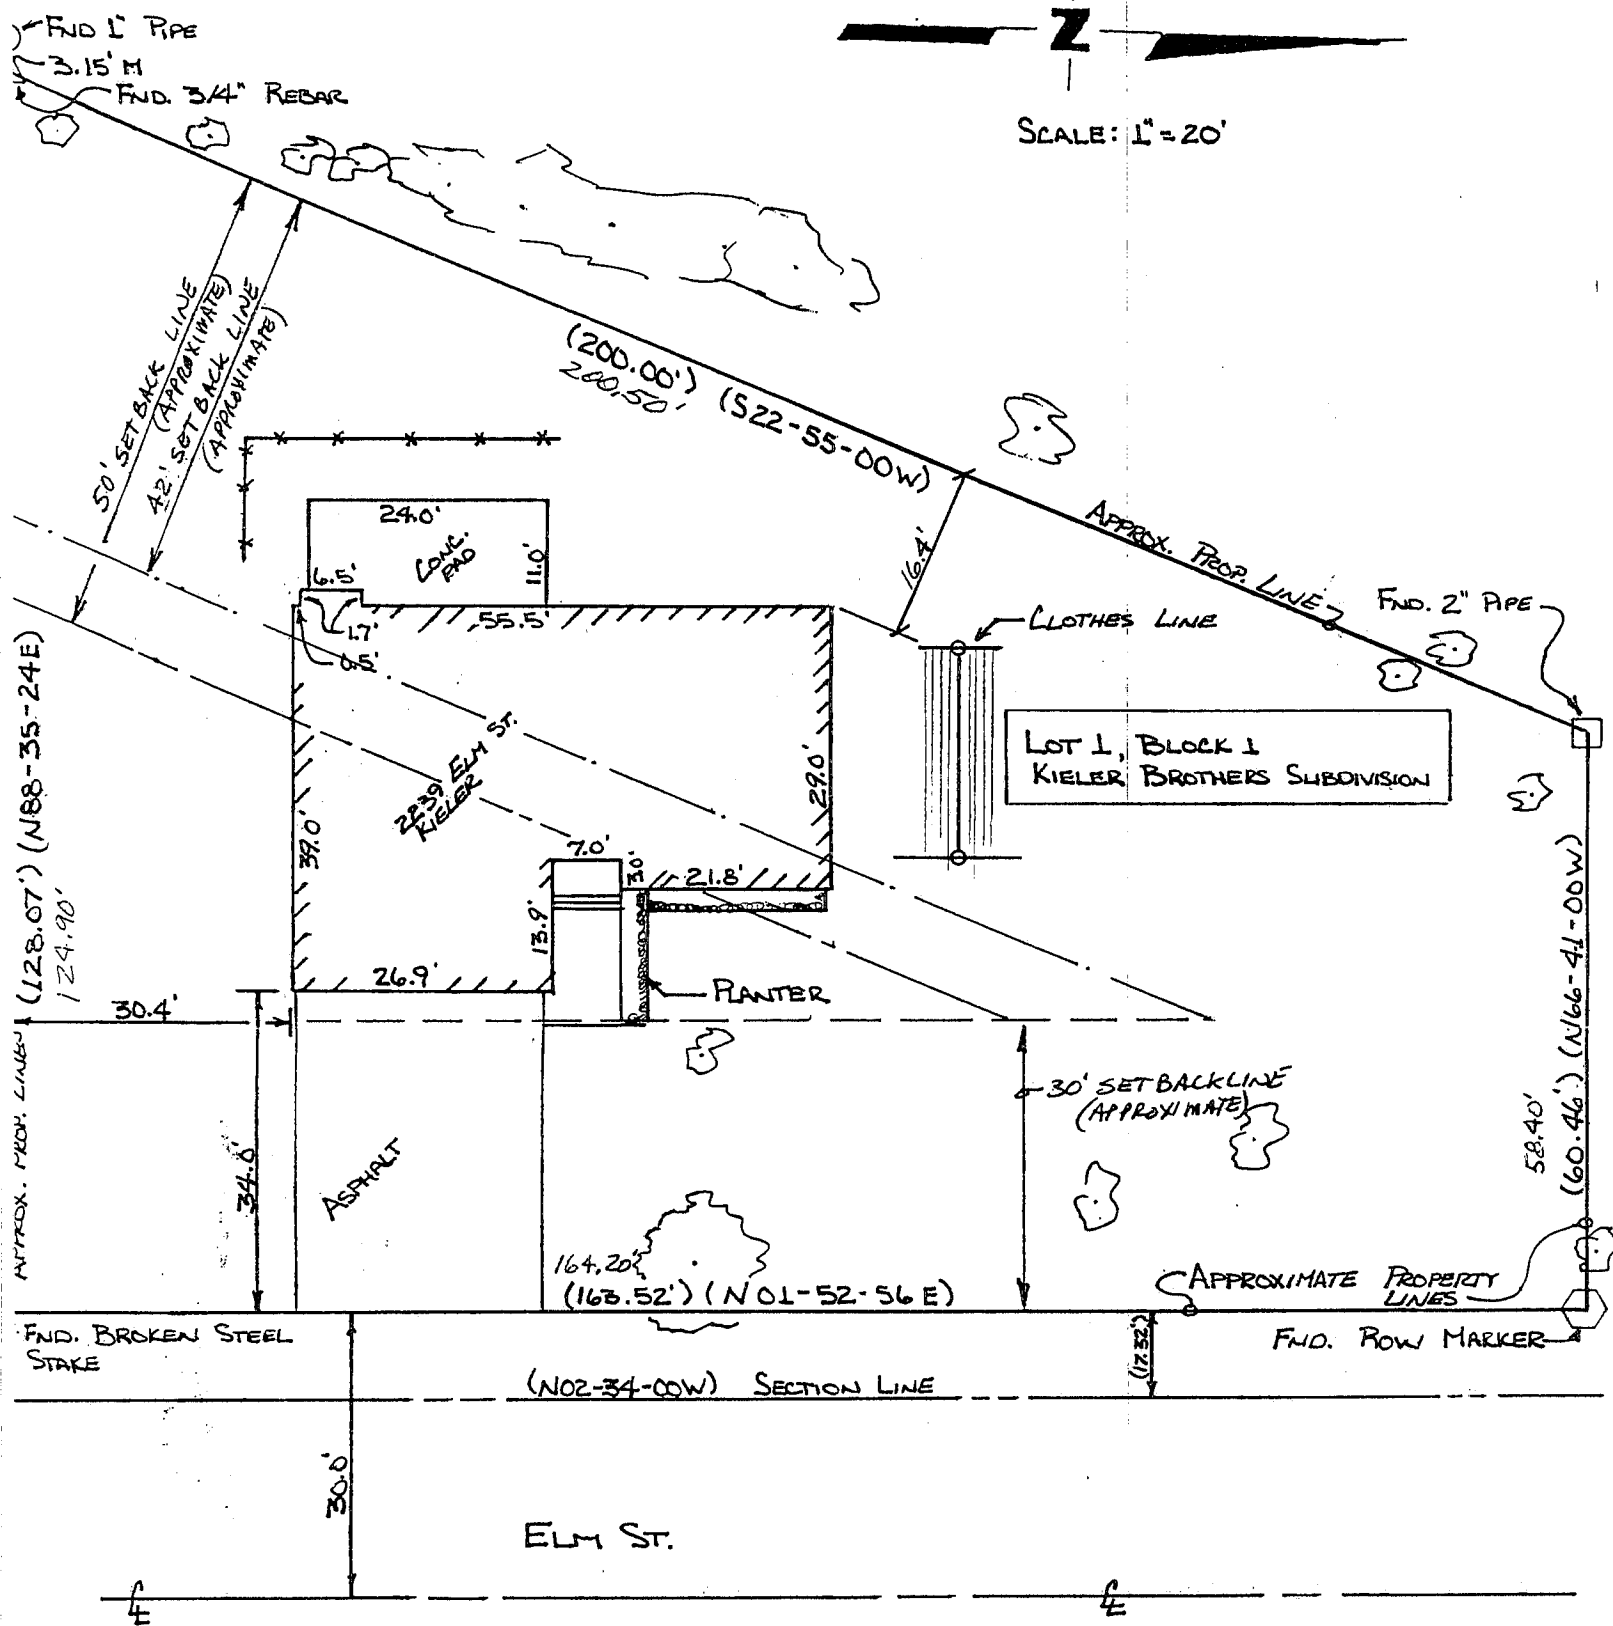 FND 1" PIPE
3.15' M
FND. 3/4" REBAR
Z
SCALE: 1" = 20'
50' SETBACK LINE
(APPROXIMATE)
42' SET BACK LINE
(APPROXIMATE)
(200.00') (S22-55-00W)
200.50'
24.0'
CONC.
PAD
11.0'
6.5'
1.7'
0.5'
55.5'
16.4'
APPROX. PROP. LINE
FND. 2" PIPE
CLOTHES LINE
LOT 1, BLOCK 1
KIELER BROTHERS SUBDIVISION
2239 ELM ST.
KIELER
39.0'
29.0'
7.0'
3.0'
21.8'
13.9'
26.9'
PLANTER
(128.07') (N88-35-24E)
124.90'
30.4'
APPROX. PROP. LINE
34.0'
ASPHALT
30' SETBACK LINE
(APPROXIMATE)
58.40'
(60.46') (N66-41-00W)
164.20'
(163.52') (N01-52-56E)
APPROXIMATE PROPERTY
LINES
FND. BROKEN STEEL
STAKE
FND. ROW MARKER
(17.32')
(N02-34-00W) SECTION LINE
30.0'
ELM ST.
℄
℄